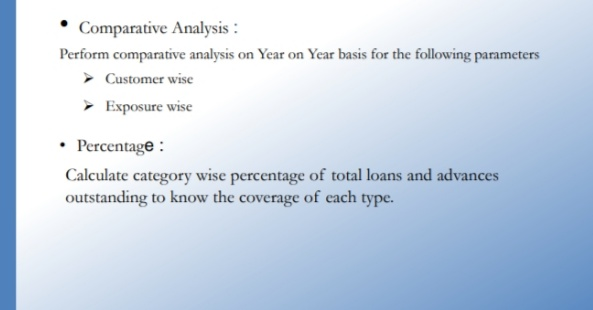 • Comparative Analysis :
Perform comparative analysis on Year on Year basis for the following parameters
➢ Customer wise
➢ Exposure wise
• Percentage :
Calculate category wise percentage of total loans and advances
outstanding to know the coverage of each type.